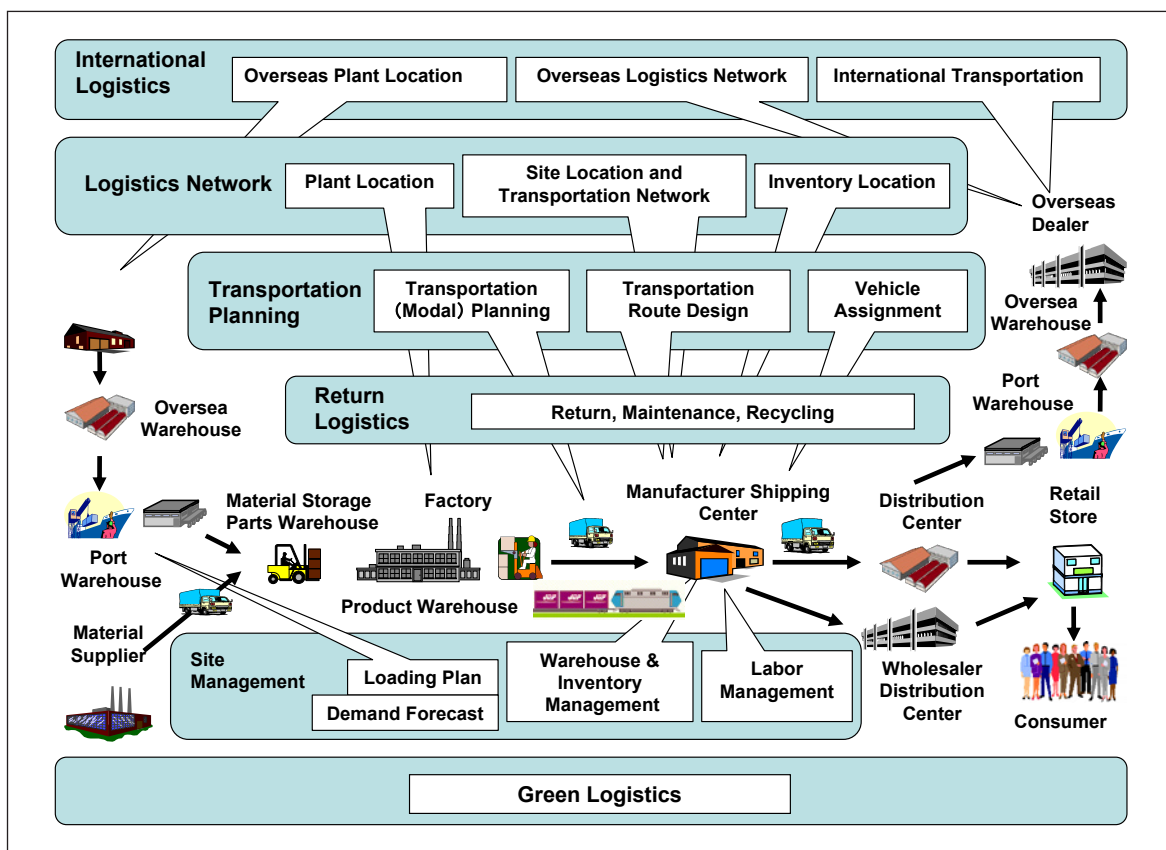 International
Logistics
Overseas Plant Location
Overseas Logistics Network
International Transportation
Logistics Network
Plant Location
Site Location and
Transportation Network
Inventory Location
Overseas
Dealer
Transportation
Planning
Transportation
(Modal) Planning
Transportation
Route Design
Vehicle
Assignment
Oversea
Warehouse
Return
Logistics
Return, Maintenance, Recycling
Port
Warehouse
Oversea
Warehouse
Material Storage
Parts Warehouse
Factory
Manufacturer Shipping
Center
Distribution
Center
Retail
Store
Port
Warehouse
Product Warehouse
Material
Supplier
Site
Management
Loading Plan
Demand Forecast
Warehouse &
Inventory
Management
Labor
Management
Wholesaler
Distribution
Center
Consumer
Green Logistics